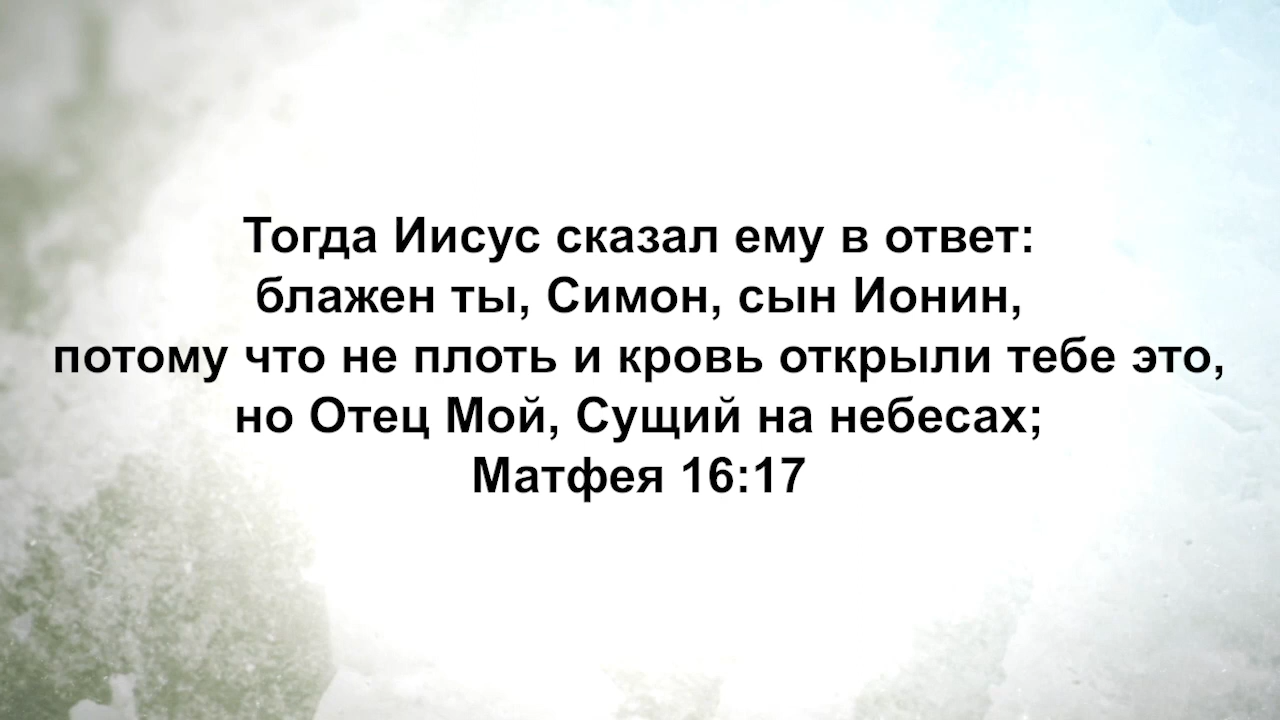 Тогда Иисус сказал ему в ответ:
блажен ты, Симон, сын Ионин,
потому что не плоть и кровь открыли тебе это,
но Отец Мой, Сущий на небесах;
Матфея 16:17